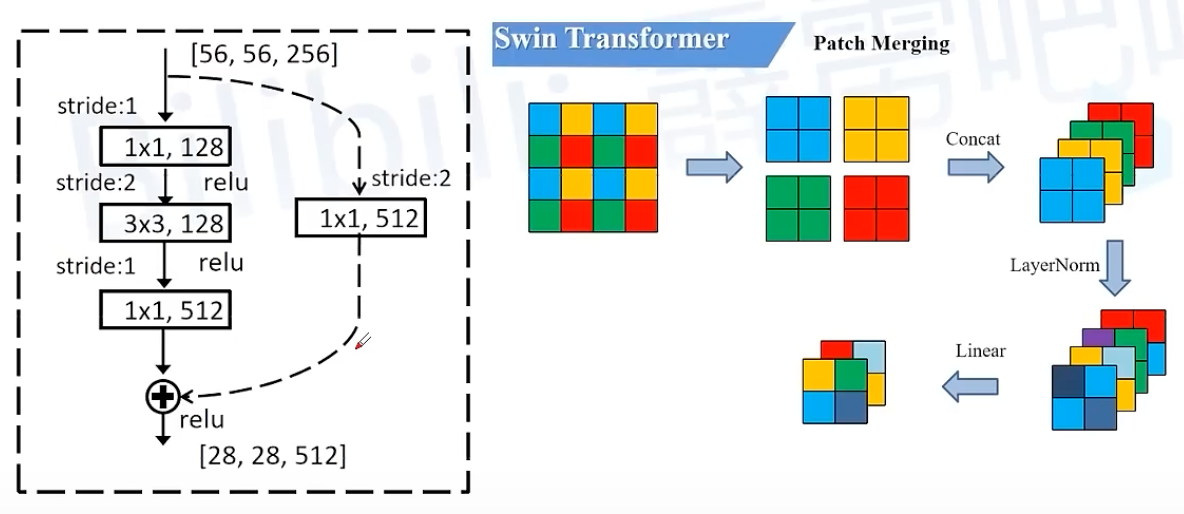 [56, 56, 256]
stride:1
1x1, 128
stride:2
relu
3x3, 128
stride:1
relu
1x1, 512
stride:2
1x1, 512
relu
[28, 28, 512]
Swin Transformer
Patch Merging
Concat
LayerNorm
Linear